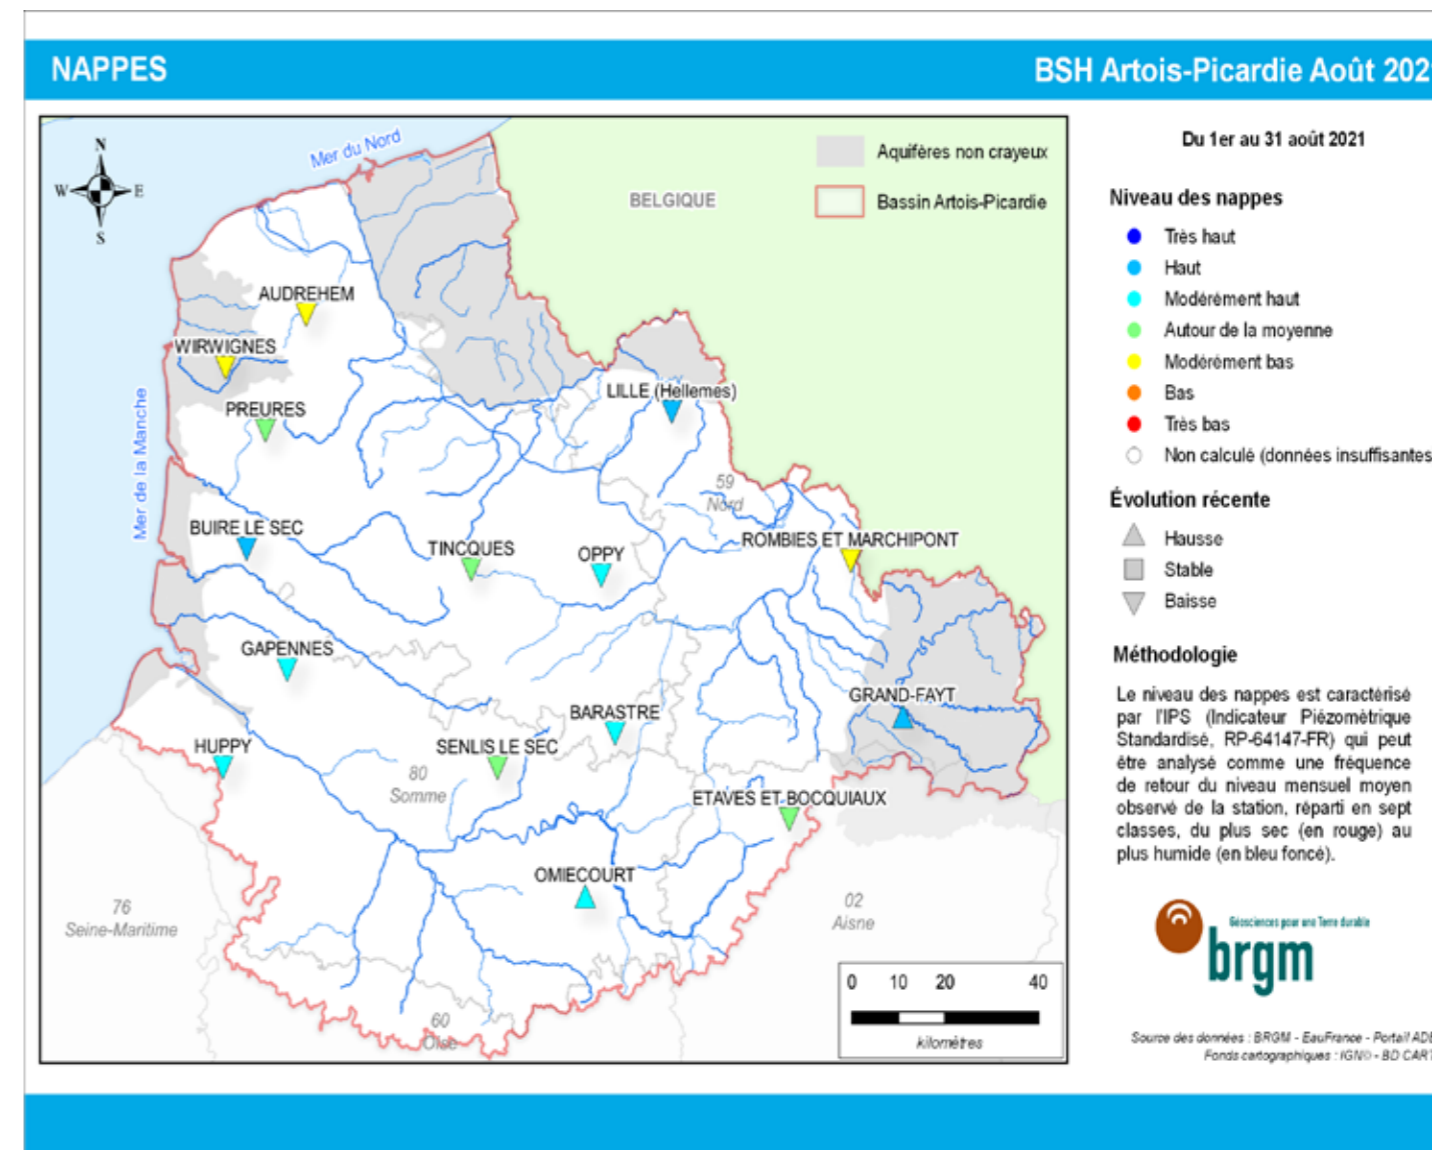 NAPPES
BSH Artois-Picardie Août 202
N
W
E
S
Mer du Nord
BELGIQUE
Aquifères non crayeux
Bassin Artois-Picardie
AUDREHEM
WIRWIGNES
PREURES
LILLE (Hellemes)
Mer de la Manche
59
Nord
BUIRE LE SEC
TINCQUES
OPPY
ROMBIES ET MARCHIPONT
GAPENNES
GRAND-FAYT
BARASTRE
HUPPY
SENLIS LE SEC
80
Somme
ETAVES ET BOCQUIAUX
OMIECOURT
76
Seine-Maritime
02
Aisne
60
Oise
0 10 20 40
kilomètres
Du 1er au 31 août 2021
Niveau des nappes
Très haut
Haut
Modérément haut
Autour de la moyenne
Modérément bas
Bas
Très bas
Non calculé (données insuffisantes
Évolution récente
Hausse
Stable
Baisse
Méthodologie
Le niveau des nappes est caractérisé
par l'IPS (Indicateur Piézométrique
Standardisé, RP-64147-FR) qui peut
être analysé comme une fréquence
de retour du niveau mensuel moyen
observé de la station, réparti en sept
classes, du plus sec (en rouge) au
plus humide (en bleu foncé).
Géosciences pour une Terre durable
brgm
Source des données : BRGM - EauFrance - Portail ADE
Fonds cartographiques : IGN© - BD CART